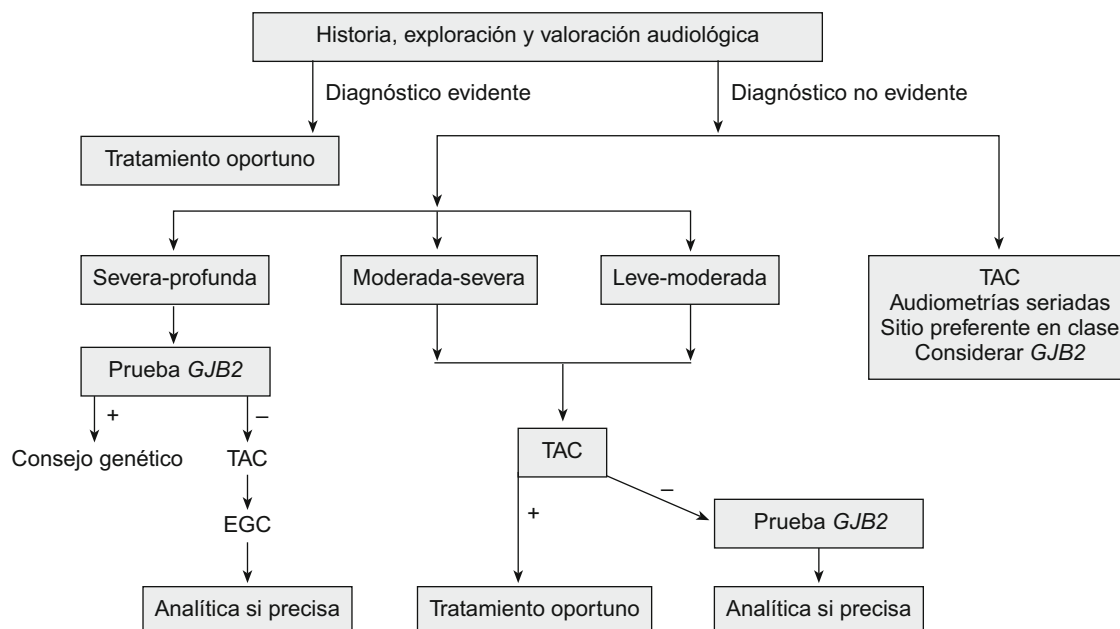 Historia, exploración y valoración audiológica
Diagnóstico evidente
Diagnóstico no evidente
Tratamiento oportuno
Severa-profunda
Moderada-severa
Leve-moderada
TAC
Audiometrías seriadas
Sitio preferente en clase
Considerar GJB2
Prueba GJB2
+
–
Consejo genético
TAC
EGC
Analítica si precisa
TAC
+
–
Prueba GJB2
Tratamiento oportuno
Analítica si precisa